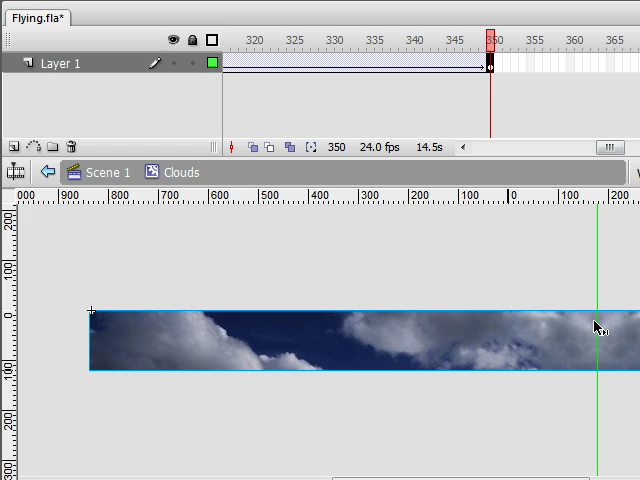 Flying.fla*
320 325 330 335 340 345 350 355 360 365
Layer 1
350 24.0 fps 14.5s
Scene 1 Clouds
000 900 800 700 600 500 400 300 200 100 0 100 200
200
100
0
100
200
300